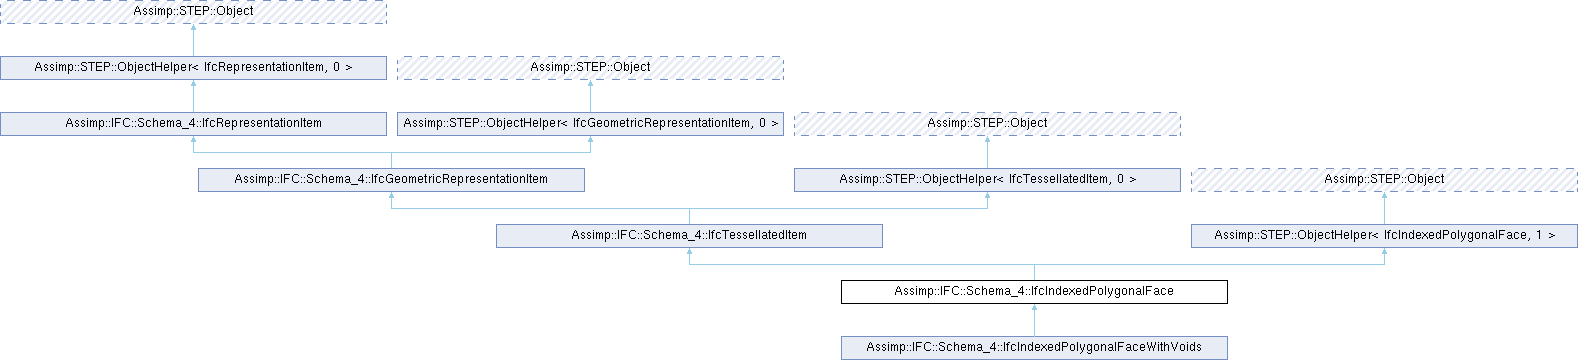 Assimp::STEP::Object
Assimp::STEP::ObjectHelper< IfcRepresentationItem, 0 >
Assimp::STEP::Object
Assimp::IFC::Schema_4::IfcRepresentationItem
Assimp::STEP::ObjectHelper< IfcGeometricRepresentationItem, 0 >
Assimp::STEP::Object
Assimp::IFC::Schema_4::IfcGeometricRepresentationItem
Assimp::STEP::ObjectHelper< IfcTessellatedItem, 0 >
Assimp::STEP::Object
Assimp::IFC::Schema_4::IfcTessellatedItem
Assimp::STEP::ObjectHelper< IfcIndexedPolygonalFace, 1 >
Assimp::IFC::Schema_4::IfcIndexedPolygonalFace
Assimp::IFC::Schema_4::IfcIndexedPolygonalFaceWithVoids